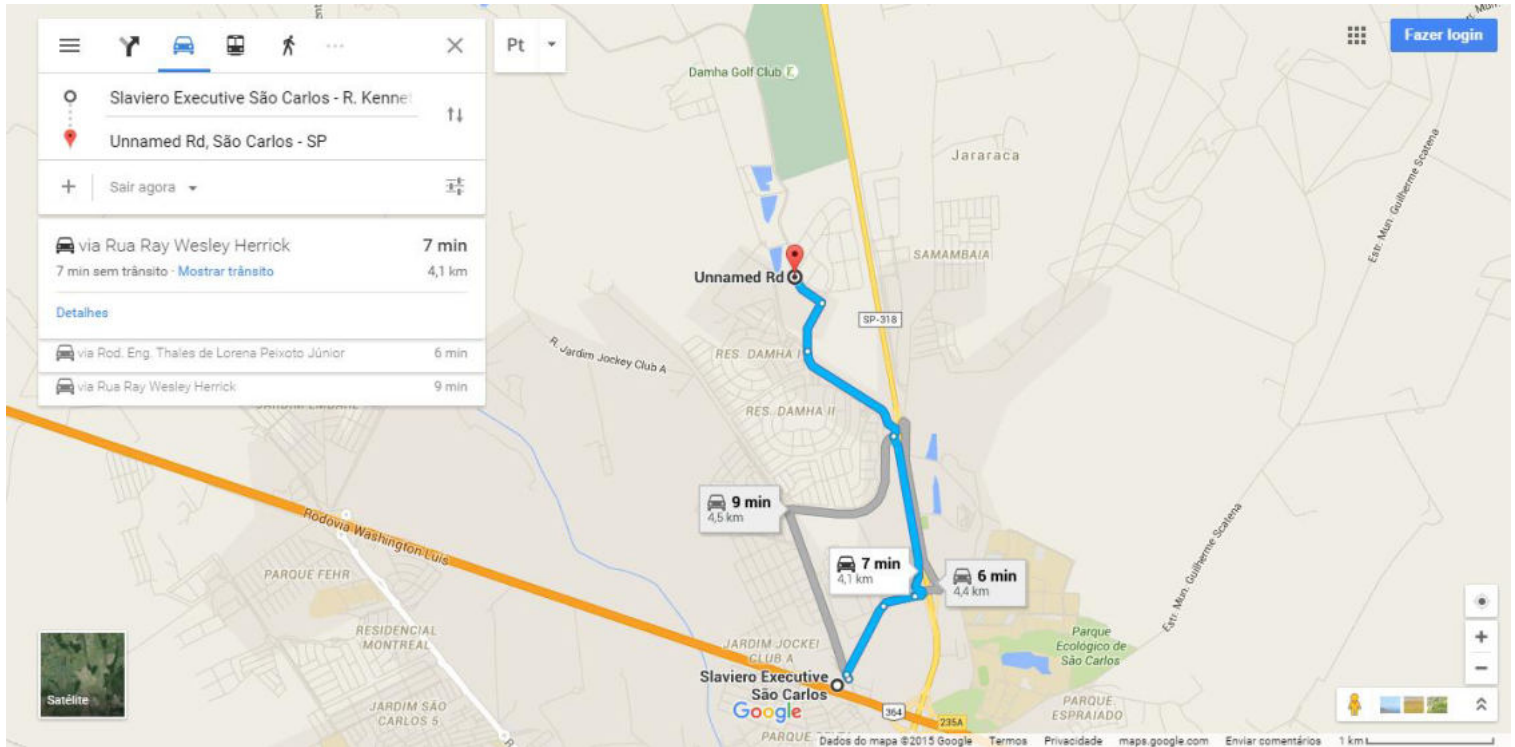 Pt
Fazer login
Slaviero Executive São Carlos - R. Kennet
Unnamed Rd, São Carlos - SP
Sair agora
via Rua Ray Wesley Herrick 7 min
7 min sem trânsito · Mostrar trânsito 4,1 km
Detalhes
via Rod. Eng. Thales de Lorena Peixoto Júnior 6 min
via Rua Ray Wesley Herrick 9 min
Damha Golf Club
Jararaca
Estr. Mun. Guilherme Scatena
SAMAMBAIA
Unnamed Rd
SP-318
R. Jardim Jockey Club A
RES. DAMHA I
RES. DAMHA II
9 min
4,5 km
Rodovia Washington Luis
7 min
4,1 km
6 min
4,4 km
Estr. Mun. Guilherme Scatena
PARQUE FEHR
RESIDENCIAL
MONTREAL
JARDIM JOCKEI
CLUB A
Parque
Ecológico de
São Carlos
Slaviero Executive
São Carlos
Satélite
JARDIM SÃO
CARLOS 5
Google
364
235A
PARQUE
ESPRAIADO
PARQUE
Dados do mapa ©2015 Google Termos Privacidade maps.google.com Enviar comentários 1 km